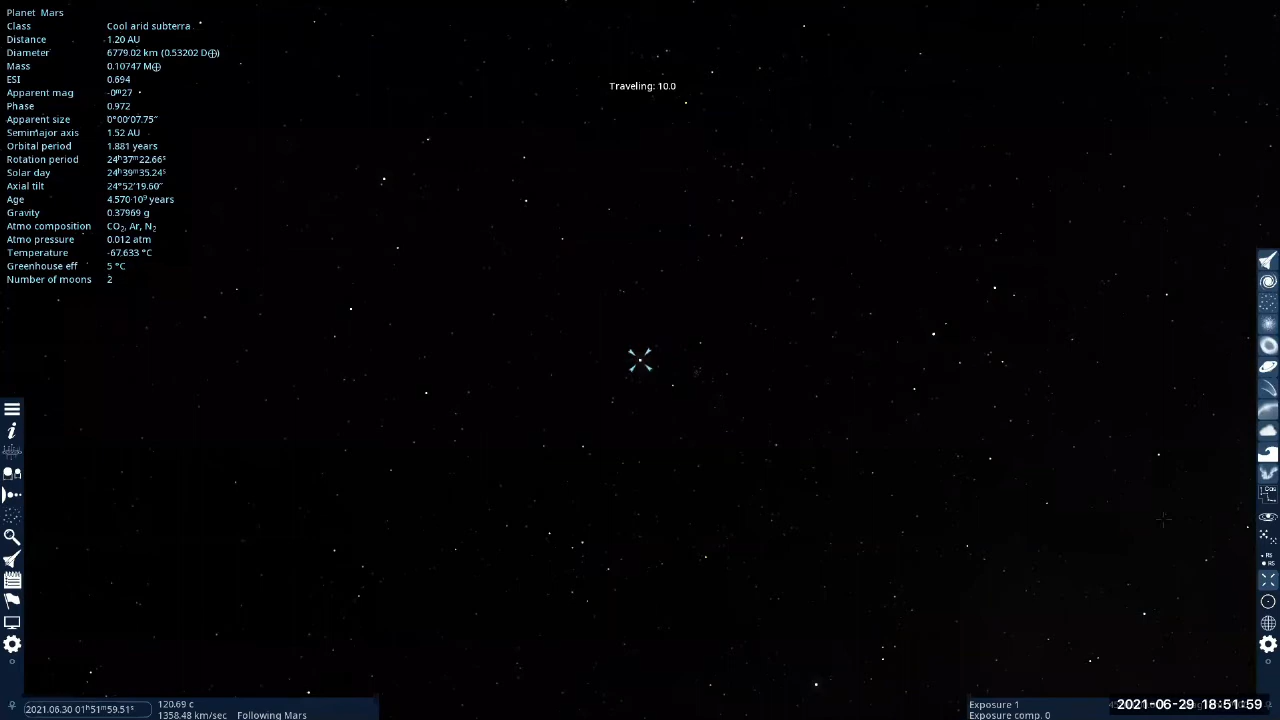 Planet Mars
Class Cool arid subterra
Distance 1.20 AU
Diameter 6779.02 km (0.53202 D⊕)
Mass 0.10747 M⊕
ESI 0.694
Apparent mag -0ᵐ27
Phase 0.972
Apparent size 0°00′07.75″
Semimajor axis 1.52 AU
Orbital period 1.881 years
Rotation period 24ʰ37ᵐ22.66ˢ
Solar day 24ʰ39ᵐ35.24ˢ
Axial tilt 24°52′19.60″
Age 4.570·10⁹ years
Gravity 0.37969 g
Atmo composition CO₂, Ar, N₂
Atmo pressure 0.012 atm
Temperature -67.633 °C
Greenhouse eff 5 °C
Number of moons 2
Traveling: 10.0
RS
RS
2021.06.30 01ʰ51ᵐ59.51ˢ
120.69 c
1358.48 km/sec Following Mars
Exposure 1
Exposure comp. 0
2021-06-29 18:51:59